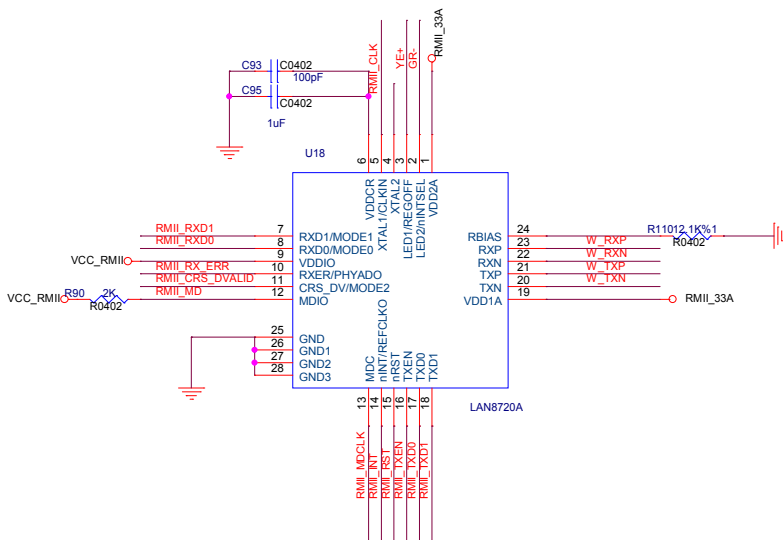 RMII_33A
RMII_CLK
YE+
GR-
C93
C0402
100pF
C95
C0402
1uF
U18
6
5
4
3
2
1
VDDCR
XTAL1/CLKIN
XTAL2
LED1/REGOFF
LED2/nINTSEL
VDD2A
RMII_RXD1 7 RXD1/MODE1
RMII_RXD0 8 RXD0/MODE0
VCC_RMII 9 VDDIO
RMII_RX_ERR 10 RXER/PHYADO
RMII_CRS_DVALID 11 CRS_DV/MODE2
VCC_RMII R90 2K RMII_MD 12 MDIO
R0402
RBIAS 24 R110 12.1K%1
R0402
RXP 23 W_RXP
RXN 22 W_RXN
TXP 21 W_TXP
TXN 20 W_TXN
VDD1A 19 RMII_33A
25 GND
26 GND1
27 GND2
28 GND3
MDC
nINT/REFCLKO
nRST
TXEN
TXD0
TXD1
LAN8720A
13
14
15
16
17
18
RMII_MDCLK
RMII_INT
RMII_RST
RMII_TXEN
RMII_TXD0
RMII_TXD1